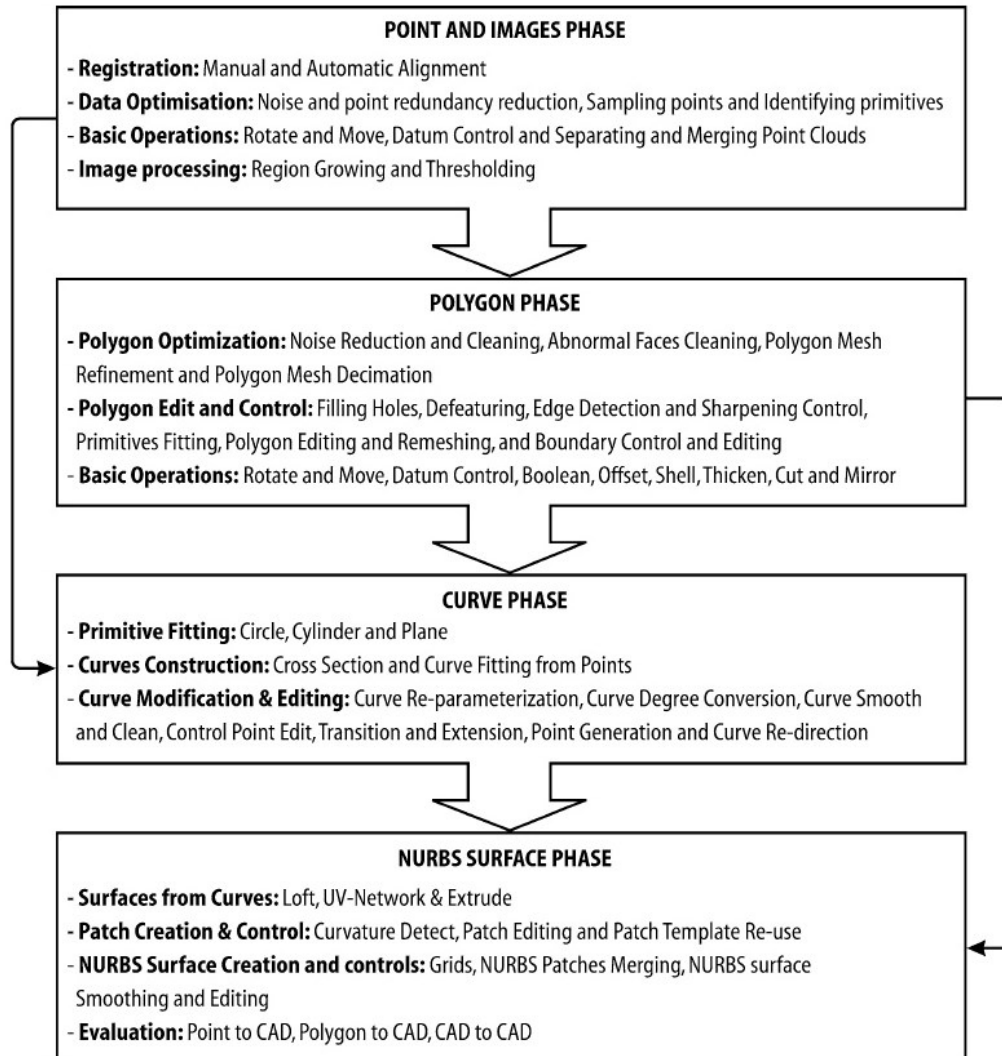 POINT AND IMAGES PHASE
- Registration: Manual and Automatic Alignment
- Data Optimisation: Noise and point redundancy reduction, Sampling points and Identifying primitives
- Basic Operations: Rotate and Move, Datum Control and Separating and Merging Point Clouds
- Image processing: Region Growing and Thresholding
POLYGON PHASE
- Polygon Optimization: Noise Reduction and Cleaning, Abnormal Faces Cleaning, Polygon Mesh
Refinement and Polygon Mesh Decimation
- Polygon Edit and Control: Filling Holes, Defeaturing, Edge Detection and Sharpening Control,
Primitives Fitting, Polygon Editing and Remeshing, and Boundary Control and Editing
- Basic Operations: Rotate and Move, Datum Control, Boolean, Offset, Shell, Thicken, Cut and Mirror
CURVE PHASE
- Primitive Fitting: Circle, Cylinder and Plane
- Curves Construction: Cross Section and Curve Fitting from Points
- Curve Modification & Editing: Curve Re-parameterization, Curve Degree Conversion, Curve Smooth
and Clean, Control Point Edit, Transition and Extension, Point Generation and Curve Re-direction
NURBS SURFACE PHASE
- Surfaces from Curves: Loft, UV-Network & Extrude
- Patch Creation & Control: Curvature Detect, Patch Editing and Patch Template Re-use
- NURBS Surface Creation and controls: Grids, NURBS Patches Merging, NURBS surface
Smoothing and Editing
- Evaluation: Point to CAD, Polygon to CAD, CAD to CAD